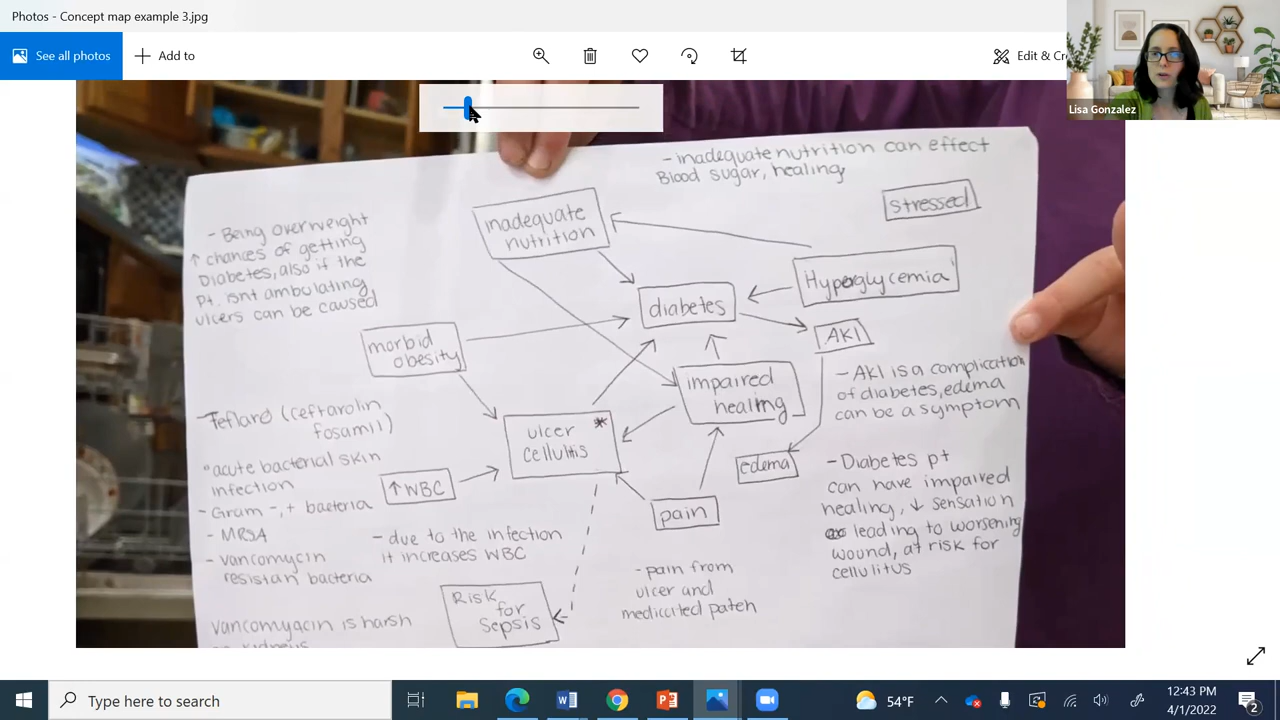 Photos - Concept map example 3.jpg
See all photos
Add to
Edit & Cr
Lisa Gonzalez
- inadequate nutrition can effect
Blood sugar, healing
stressed
inadequate
nutrition
- Being overweight
↑ chances of getting
Diabetes, also if the
Pt. isnt ambulating,
ulcers can be caused
Hyperglycemia
diabetes
AKI
morbid
obesity
impaired
healing
- AKI is a complication
of diabetes, edema
can be a symptom
- Teflaro (ceftarolin
fosamil)
ulcer *
cellulitis
edema
acute bacterial skin
infection
- Gram -, + bacteria
- MRSA
- vancomycin
resistan bacteria
↑ WBC
- due to the infection
it increases WBC
pain
- Diabetes pt
can have impaired
healing, ↓ sensation
leading to worsening
wound, at risk for
cellulitus
- pain from
ulcer and
medicated patch
Risk
for
Sepsis
vancomycin is harsh
kidneys
Type here to search
54°F
12:43 PM
4/1/2022
2